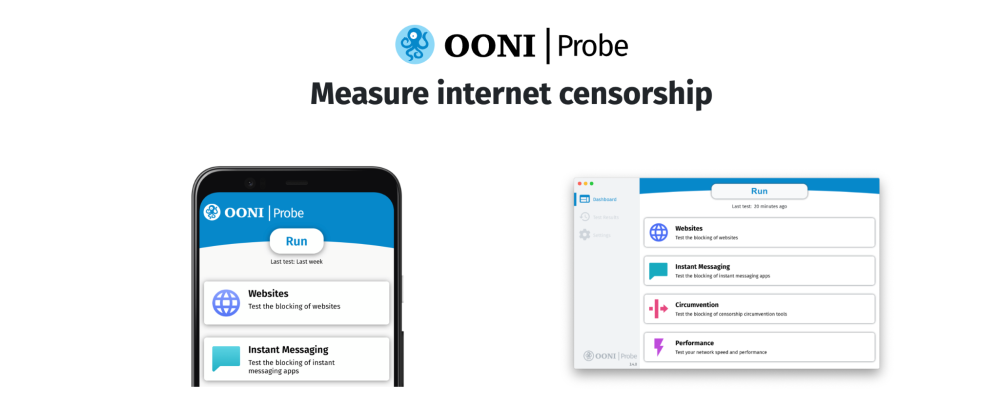 OONI | Probe
Measure internet censorship
OONI | Probe
Run
Last test: Last week
Websites
Test the blocking of websites
Instant Messaging
Test the blocking of instant
messaging apps
Dashboard
Test Results
Settings
OONI | Probe
Run
Last test: 20 minutes ago
Websites
Test the blocking of websites
Instant Messaging
Test the blocking of instant messaging apps
Circumvention
Test the blocking of censorship circumvention tools
Performance
Test your network speed and performance